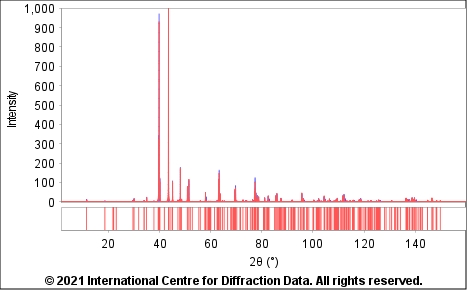 1,000
900
800
700
600
500
400
300
200
100
0
Intensity
20 40 60 80 100 120 140
2θ (°)
© 2021 International Centre for Diffraction Data. All rights reserved.